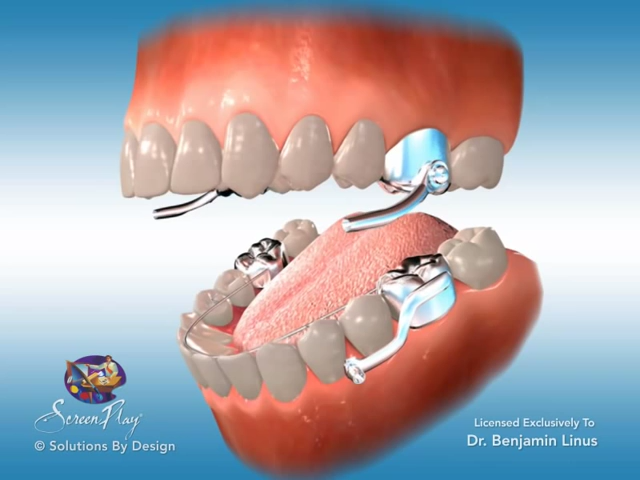 ScreenPlay®
© Solutions By Design
Licensed Exclusively To
Dr. Benjamin Linus